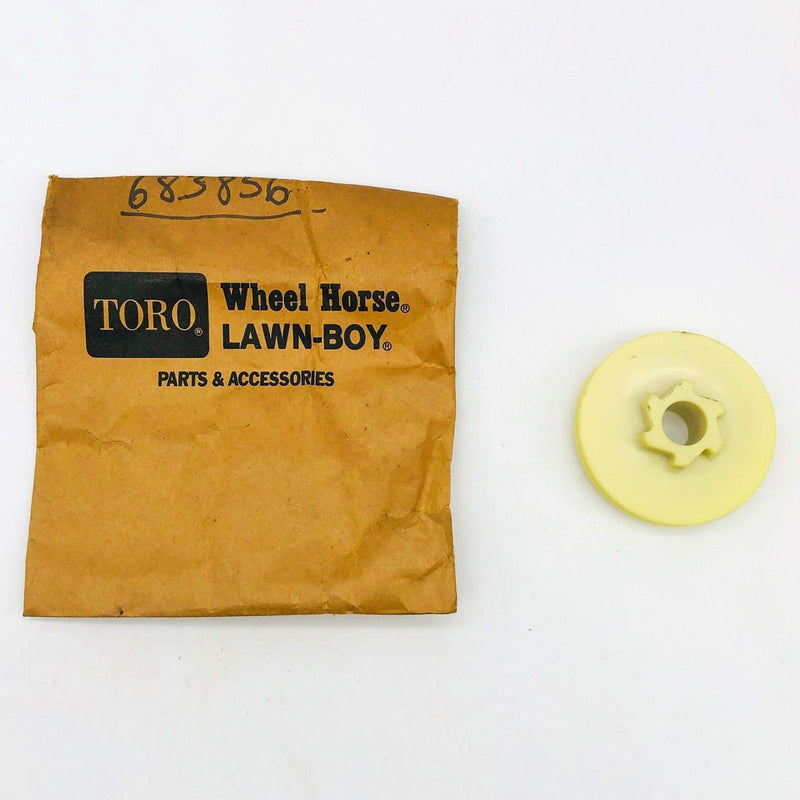 683856
TORO®
Wheel Horse®
LAWN-BOY®
PARTS & ACCESSORIES